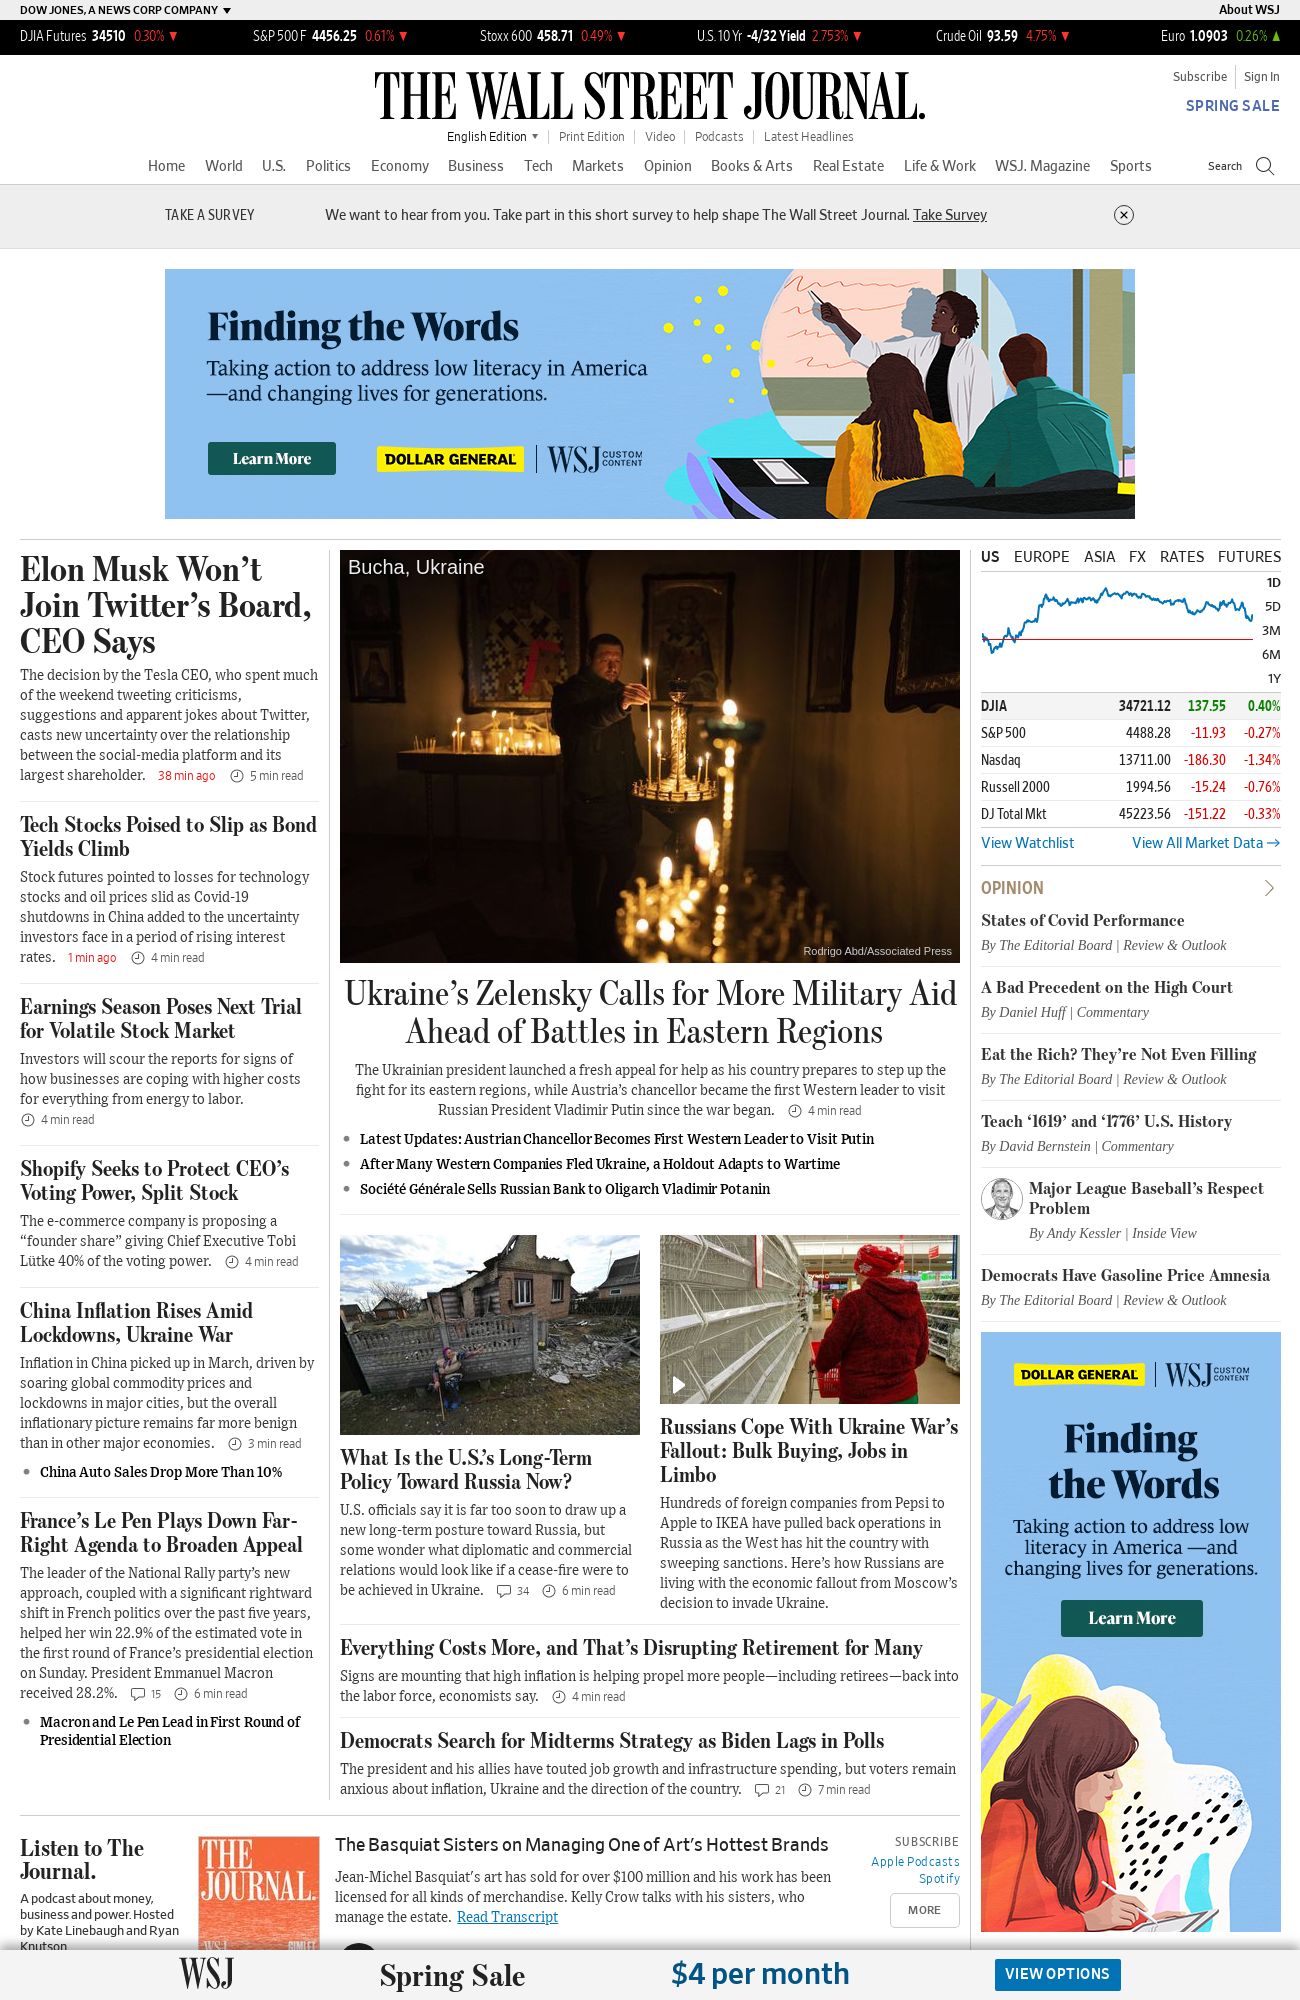 DOW JONES, A NEWS CORP COMPANY
About WSJ
DJIA Futures 34510 0.30%
S&P 500 F 4456.25 0.61%
Stoxx 600 458.71 0.49%
U.S. 10 Yr -4/32 Yield 2.753%
Crude Oil 93.59 4.75%
Euro 1.0903 0.26%
THE WALL STREET JOURNAL.
Subscribe
Sign In
SPRING SALE
English Edition
Print Edition
Video
Podcasts
Latest Headlines
Home World U.S. Politics Economy Business Tech Markets Opinion Books & Arts Real Estate Life & Work WSJ. Magazine Sports
Search
TAKE A SURVEY
We want to hear from you. Take part in this short survey to help shape The Wall Street Journal. Take Survey
Finding the Words
Taking action to address low literacy in America
—and changing lives for generations.
Learn More
DOLLAR GENERAL
WSJ CUSTOM
CONTENT
Elon Musk Won’t
Join Twitter’s Board,
CEO Says
The decision by the Tesla CEO, who spent much
of the weekend tweeting criticisms,
suggestions and apparent jokes about Twitter,
casts new uncertainty over the relationship
between the social-media platform and its
largest shareholder. 38 min ago 5 min read
Tech Stocks Poised to Slip as Bond
Yields Climb
Stock futures pointed to losses for technology
stocks and oil prices slid as Covid-19
shutdowns in China added to the uncertainty
investors face in a period of rising interest
rates. 1 min ago 4 min read
Earnings Season Poses Next Trial
for Volatile Stock Market
Investors will scour the reports for signs of
how businesses are coping with higher costs
for everything from energy to labor.
4 min read
Shopify Seeks to Protect CEO’s
Voting Power, Split Stock
The e-commerce company is proposing a
“founder share” giving Chief Executive Tobi
Lütke 40% of the voting power. 4 min read
China Inflation Rises Amid
Lockdowns, Ukraine War
Inflation in China picked up in March, driven by
soaring global commodity prices and
lockdowns in major cities, but the overall
inflationary picture remains far more benign
than in other major economies. 3 min read
China Auto Sales Drop More Than 10%
France’s Le Pen Plays Down Far-
Right Agenda to Broaden Appeal
The leader of the National Rally party’s new
approach, coupled with a significant rightward
shift in French politics over the past five years,
helped her win 22.9% of the estimated vote in
the first round of France’s presidential election
on Sunday. President Emmanuel Macron
received 28.2%. 15 6 min read
Macron and Le Pen Lead in First Round of
Presidential Election
Bucha, Ukraine
Rodrigo Abd/Associated Press
Ukraine’s Zelensky Calls for More Military Aid
Ahead of Battles in Eastern Regions
The Ukrainian president launched a fresh appeal for help as his country prepares to step up the
fight for its eastern regions, while Austria’s chancellor became the first Western leader to visit
Russian President Vladimir Putin since the war began. 4 min read
Latest Updates: Austrian Chancellor Becomes First Western Leader to Visit Putin
After Many Western Companies Fled Ukraine, a Holdout Adapts to Wartime
Société Générale Sells Russian Bank to Oligarch Vladimir Potanin
What Is the U.S.’s Long-Term
Policy Toward Russia Now?
U.S. officials say it is far too soon to draw up a
new long-term posture toward Russia, but
some wonder what diplomatic and commercial
relations would look like if a cease-fire were to
be achieved in Ukraine. 34 6 min read
Russians Cope With Ukraine War’s
Fallout: Bulk Buying, Jobs in
Limbo
Hundreds of foreign companies from Pepsi to
Apple to IKEA have pulled back operations in
Russia as the West has hit the country with
sweeping sanctions. Here’s how Russians are
living with the economic fallout from Moscow’s
decision to invade Ukraine.
Everything Costs More, and That’s Disrupting Retirement for Many
Signs are mounting that high inflation is helping propel more people—including retirees—back into
the labor force, economists say. 4 min read
Democrats Search for Midterms Strategy as Biden Lags in Polls
The president and his allies have touted job growth and infrastructure spending, but voters remain
anxious about inflation, Ukraine and the direction of the country. 21 7 min read
US EUROPE ASIA FX RATES FUTURES
1D
5D
3M
6M
1Y
DJIA 34721.12 137.55 0.40%
S&P 500 4488.28 -11.93 -0.27%
Nasdaq 13711.00 -186.30 -1.34%
Russell 2000 1994.56 -15.24 -0.76%
DJ Total Mkt 45223.56 -151.22 -0.33%
View Watchlist
View All Market Data
OPINION
States of Covid Performance
By The Editorial Board | Review & Outlook
A Bad Precedent on the High Court
By Daniel Huff | Commentary
Eat the Rich? They’re Not Even Filling
By The Editorial Board | Review & Outlook
Teach ‘1619’ and ‘1776’ U.S. History
By David Bernstein | Commentary
Major League Baseball’s Respect
Problem
By Andy Kessler | Inside View
Democrats Have Gasoline Price Amnesia
By The Editorial Board | Review & Outlook
DOLLAR GENERAL
WSJ CUSTOM
CONTENT
Finding
the Words
Taking action to address low
literacy in America —and
changing lives for generations.
Learn More
Listen to The
Journal.
A podcast about money,
business and power. Hosted
by Kate Linebaugh and Ryan
Knutson
THE
JOURNAL.
WSJ GIMLET
The Basquiat Sisters on Managing One of Art’s Hottest Brands
Jean-Michel Basquiat's art has sold for over $100 million and his work has been
licensed for all kinds of merchandise. Kelly Crow talks with his sisters, who
manage the estate. Read Transcript
SUBSCRIBE
Apple Podcasts
Spotify
MORE
WSJ
Spring Sale
$4 per month
VIEW OPTIONS